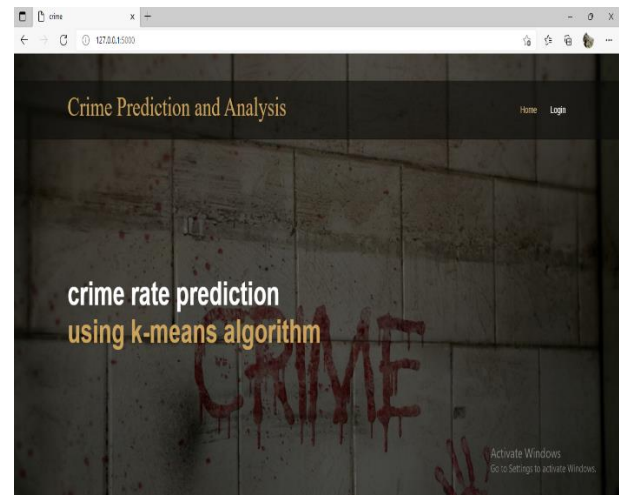 crime
127.0.0.1:5000
Crime Prediction and Analysis
Home Login
crime rate prediction
using k-means algorithm
CRIME
Activate Windows
Go to Settings to activate Windows.